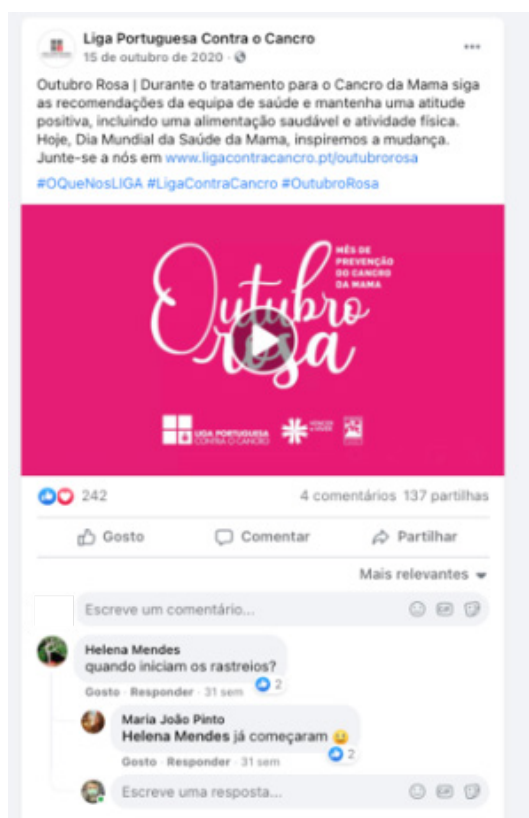 Liga Portuguesa Contra o Cancro
15 de outubro de 2020 ·
Outubro Rosa | Durante o tratamento para o Cancro da Mama siga
as recomendações da equipa de saúde e mantenha uma atitude
positiva, incluindo uma alimentação saudável e atividade física.
Hoje, Dia Mundial da Saúde da Mama, inspiremos a mudança.
Junte-se a nós em www.ligacontracancro.pt/outubrorosa
#OQueNosLIGA #LigaContraCancro #OutubroRosa
MÊS DE
PREVENÇÃO
DO CANCRO
DA MAMA
Outubro
rosa
LIGA PORTUGUESA
CONTRA O CANCRO
242
4 comentários 137 partilhas
Gosto Comentar Partilhar
Mais relevantes
Escreve um comentário...
GIF
Helena Mendes
quando iniciam os rastreios?
2
Gosto · Responder · 31 sem
Maria João Pinto
Helena Mendes já começaram
2
Gosto · Responder · 31 sem
Escreve uma resposta...
GIF